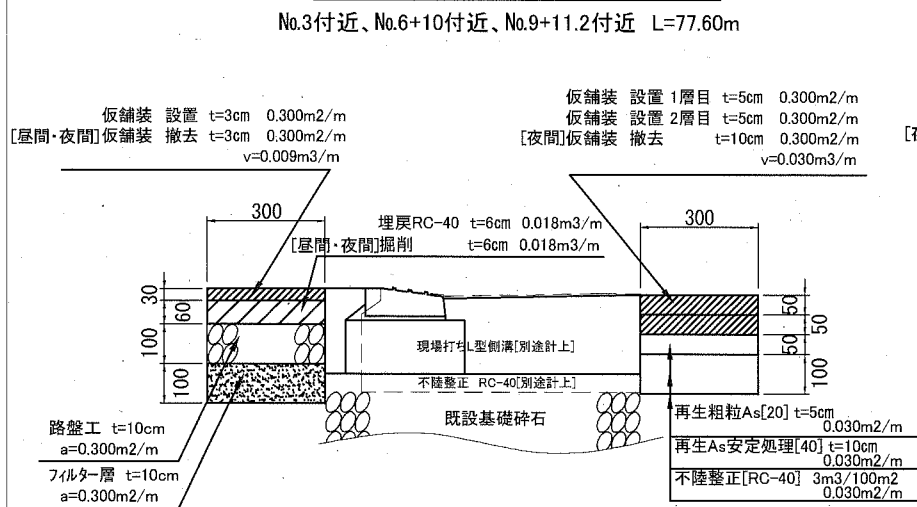 No.3付近、No.6+10付近、No.9+11.2付近 L=77.60m
仮舗装 設置 t=3cm 0.300m2/m
[昼間・夜間]仮舗装 撤去 t=3cm 0.300m2/m
v=0.009m3/m
仮舗装 設置 1層目 t=5cm 0.300m2/m
仮舗装 設置 2層目 t=5cm 0.300m2/m
[夜間]仮舗装 撤去 t=10cm 0.300m2/m
v=0.030m3/m
300
埋戻RC-40 t=6cm 0.018m3/m
[昼間・夜間]掘削 t=6cm 0.018m3/m
300
30
60
100
100
50
50
50
100
現場打ちL型側溝[別途計上]
不陸整正 RC-40[別途計上]
既設基礎砕石
路盤工 t=10cm
a=0.300m2/m
フィルター層 t=10cm
a=0.300m2/m
再生粗粒As[20] t=5cm
0.030m2/m
再生As安定処理[40] t=10cm
0.030m2/m
不陸整正[RC-40] 3m3/100m2
0.030m2/m